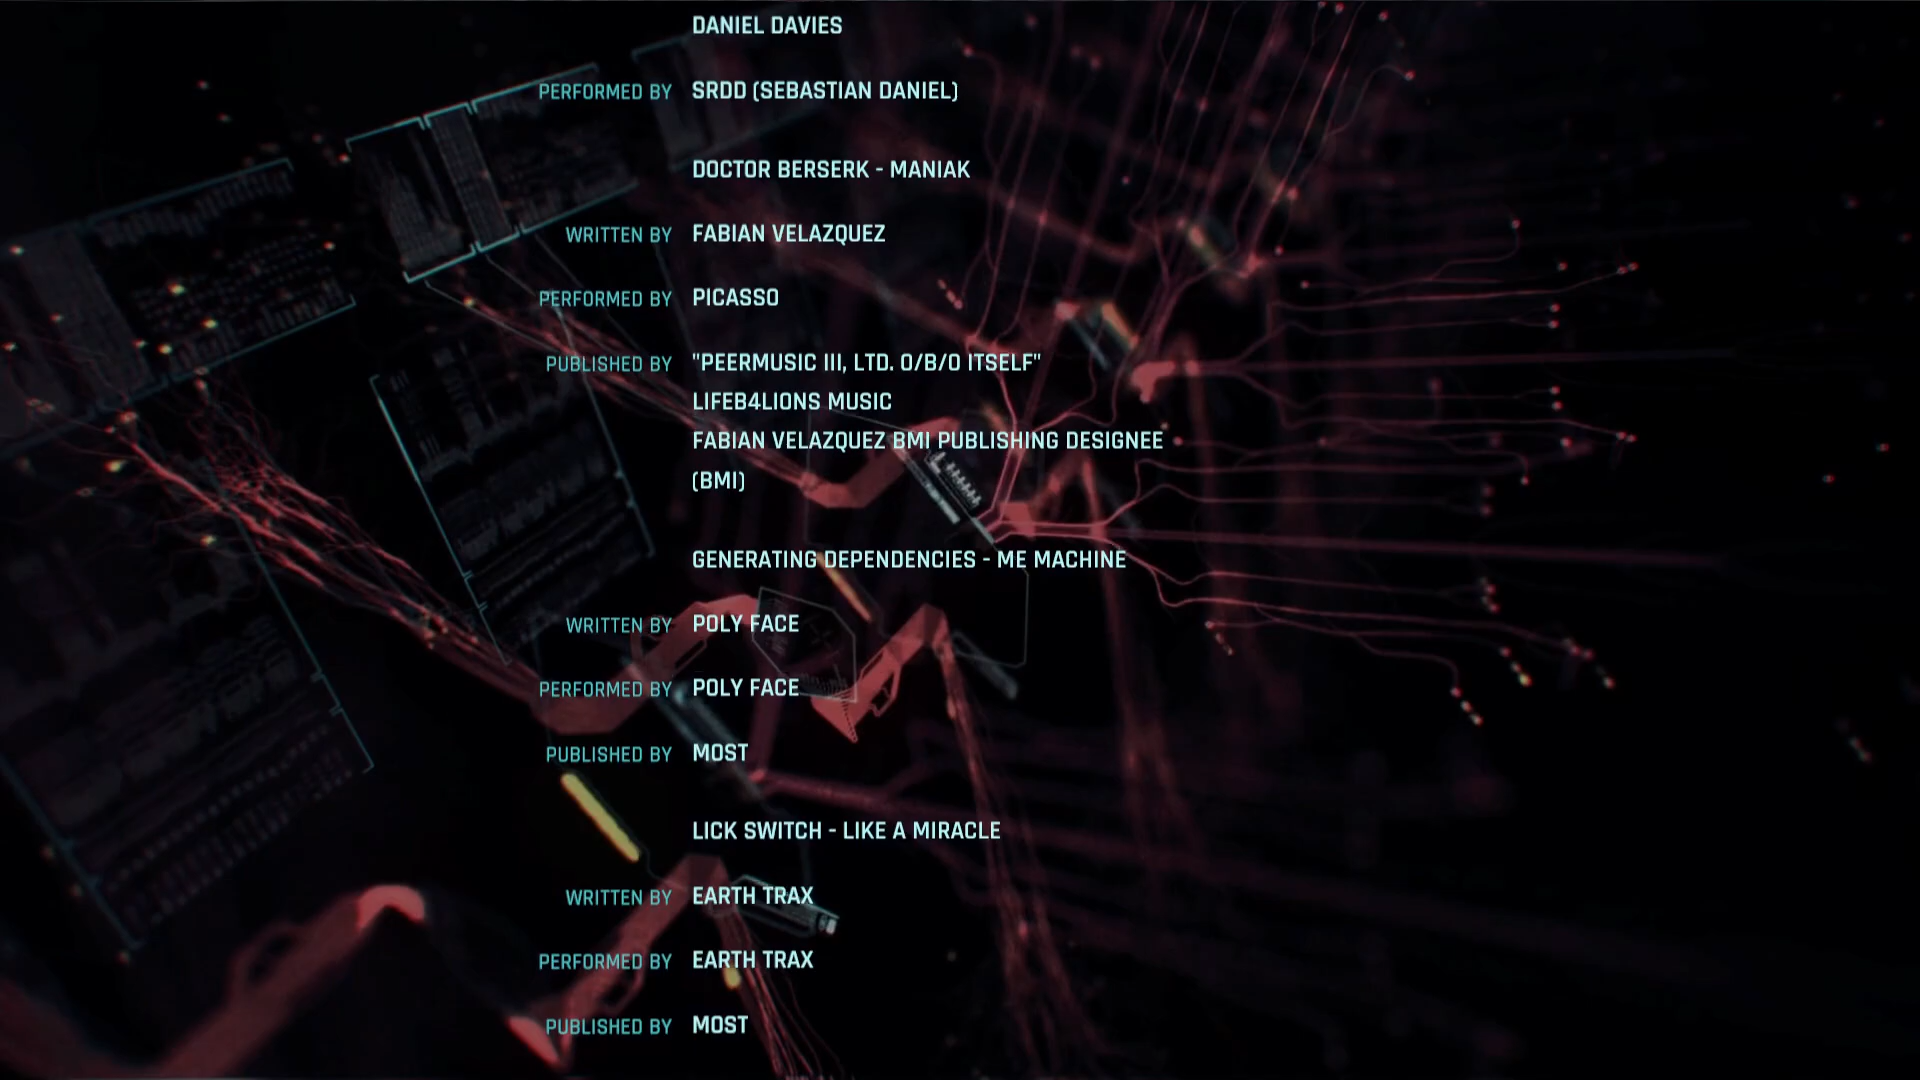 DANIEL DAVIES
PERFORMED BY SRDD (SEBASTIAN DANIEL)
DOCTOR BERSERK - MANIAK
WRITTEN BY FABIAN VELAZQUEZ
PERFORMED BY PICASSO
PUBLISHED BY "PEERMUSIC III, LTD. O/B/O ITSELF"
LIFEB4LIONS MUSIC
FABIAN VELAZQUEZ BMI PUBLISHING DESIGNEE
(BMI)
GENERATING DEPENDENCIES - ME MACHINE
WRITTEN BY POLY FACE
PERFORMED BY POLY FACE
PUBLISHED BY MOST
LICK SWITCH - LIKE A MIRACLE
WRITTEN BY EARTH TRAX
PERFORMED BY EARTH TRAX
PUBLISHED BY MOST